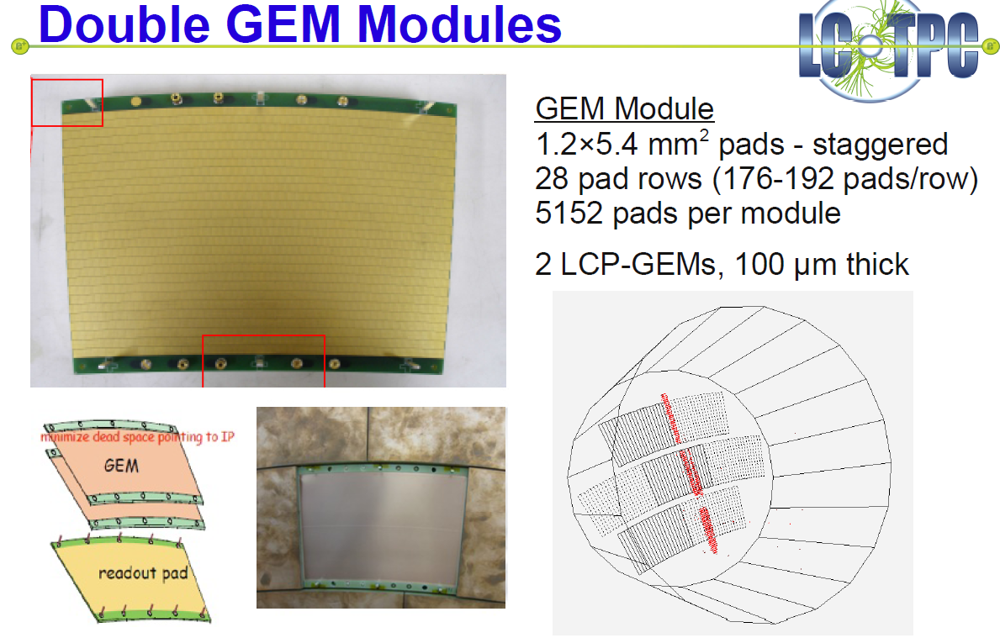 Double GEM Modules
LC TPC
e⁺
e⁻
GEM Module
1.2×5.4 mm² pads - staggered
28 pad rows (176-192 pads/row)
5152 pads per module
2 LCP-GEMs, 100 μm thick
minimize dead space pointing to IP
GEM
readout pad